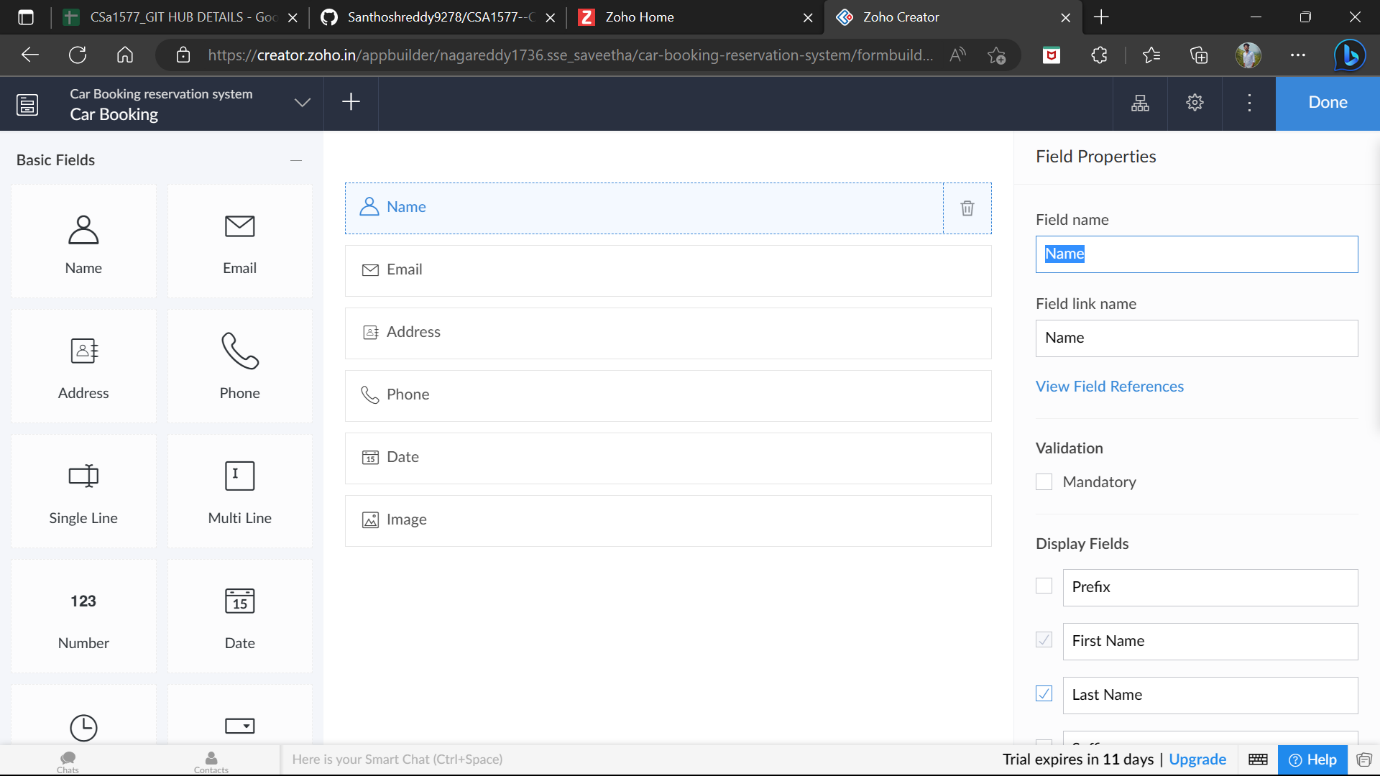 CSa1577_GIT HUB DETAILS - Goo
Santhoshreddy9278/CSA1577--C
Zoho Home
Zoho Creator
https://creator.zoho.in/appbuilder/nagareddy1736.sse_saveetha/car-booking-reservation-system/formbuild...
Car Booking reservation system
Car Booking
Done
Basic Fields
Name
Email
Address
Phone
Single Line
Multi Line
123
Number
15
Date
Name
Email
Address
Phone
15 Date
Image
Field Properties
Field name
Name
Field link name
Name
View Field References
Validation
Mandatory
Display Fields
Prefix
First Name
Last Name
Chats
Contacts
Here is your Smart Chat (Ctrl+Space)
Trial expires in 11 days | Upgrade
Help